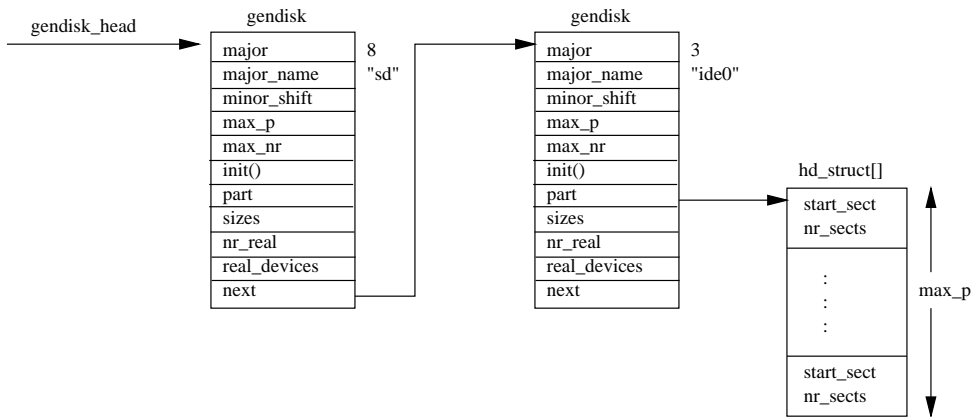 gendisk_head
gendisk
major 8
major_name "sd"
minor_shift
max_p
max_nr
init()
part
sizes
nr_real
real_devices
next
gendisk
major 3
major_name "ide0"
minor_shift
max_p
max_nr
init()
part
sizes
nr_real
real_devices
next
hd_struct[]
start_sect
nr_sects
:
:
:
start_sect
nr_sects
max_p